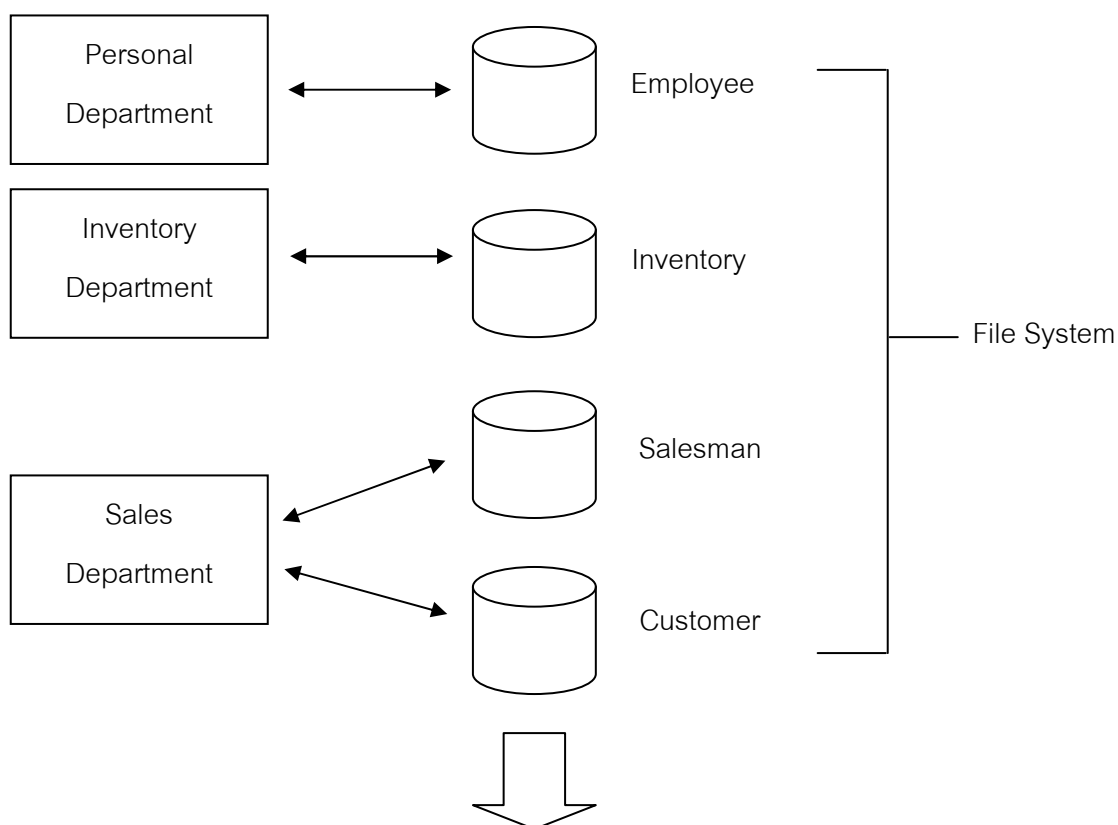 Personal
Department
Employee
Inventory
Department
Inventory
File System
Salesman
Sales
Department
Customer